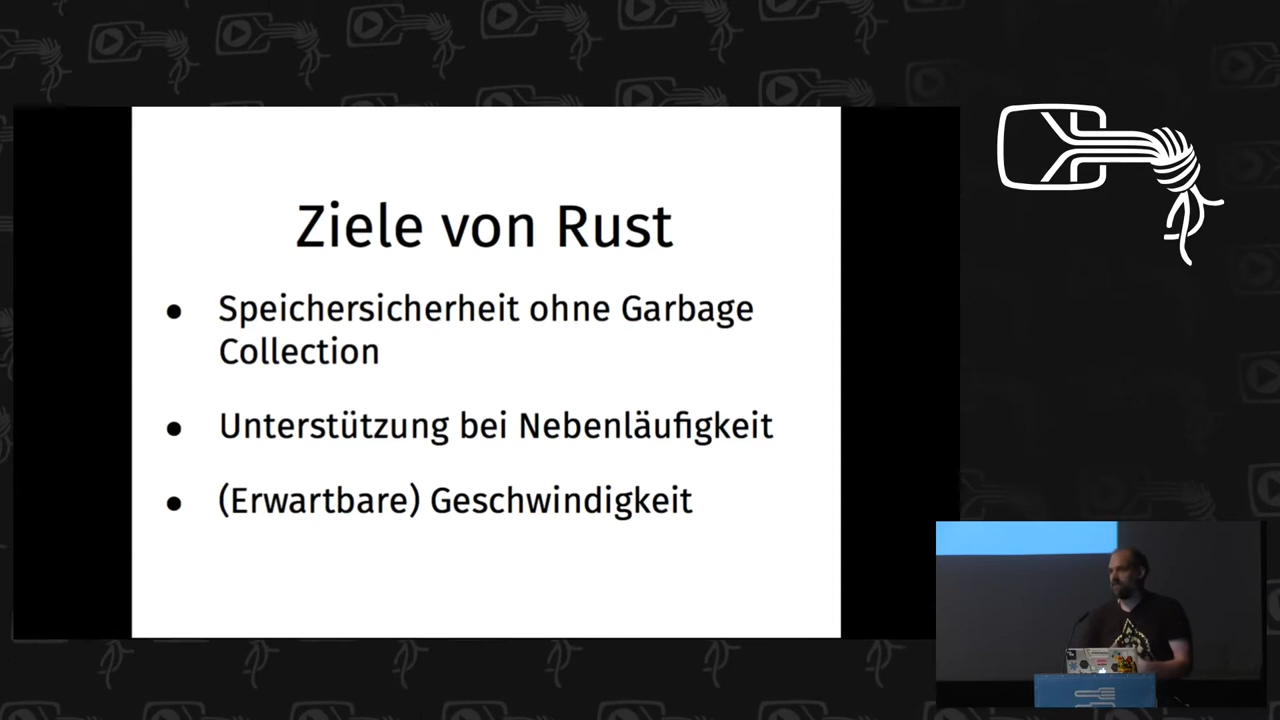 Ziele von Rust
● Speichersicherheit ohne Garbage
Collection
● Unterstützung bei Nebenläufigkeit
● (Erwartbare) Geschwindigkeit